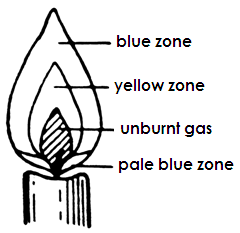 blue zone
yellow zone
unburnt gas
pale blue zone